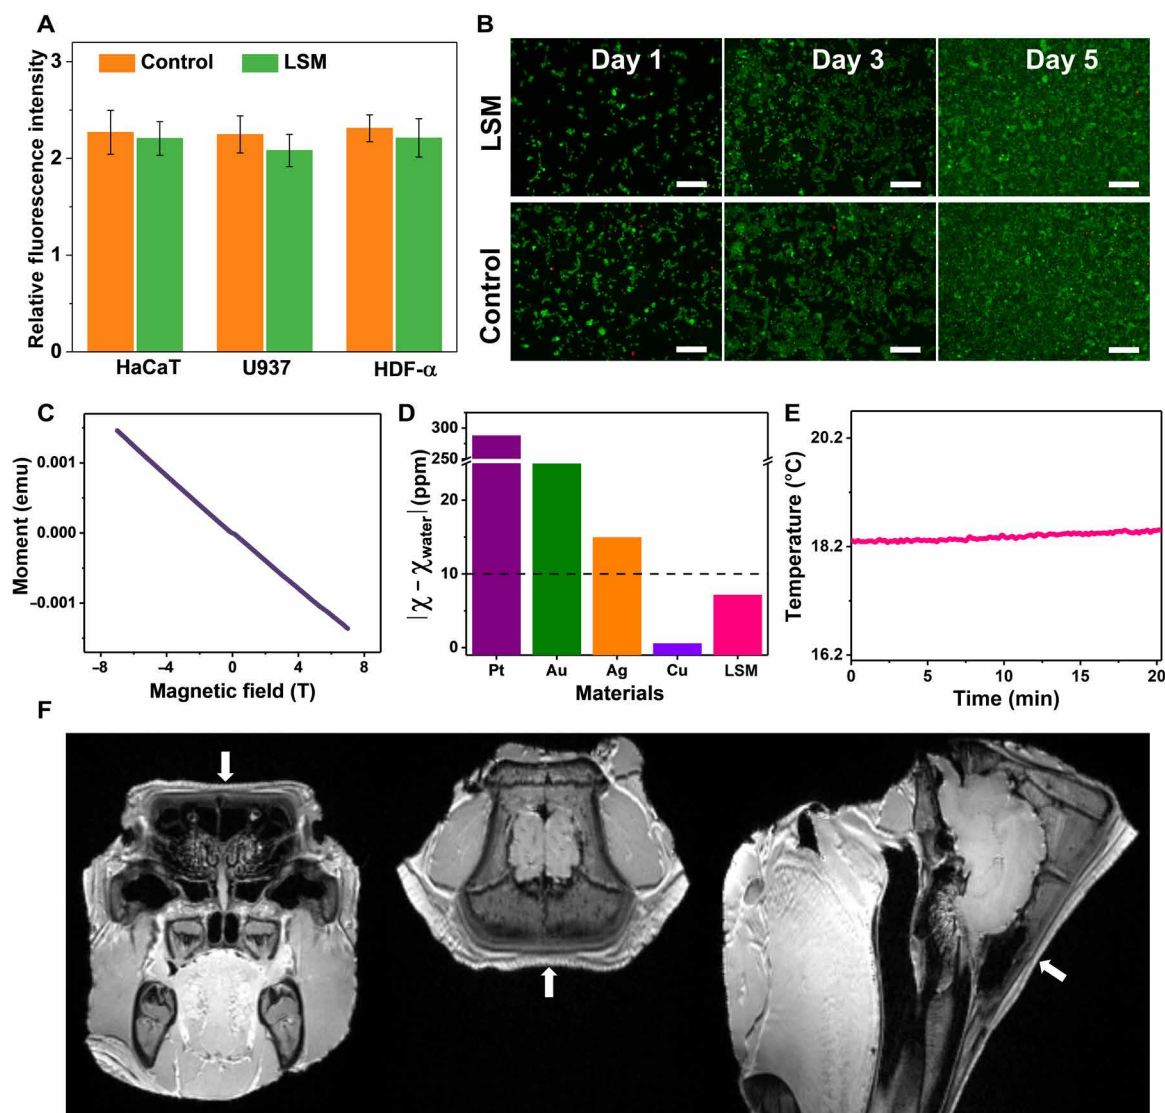 A
Relative fluorescence intensity
3
2
1
0
Control
LSM
HaCaT
U937
HDF-α
B
Day 1
Day 3
Day 5
LSM
Control
C
Moment (emu)
0.001
0.000
−0.001
−8
−4
0
4
8
Magnetic field (T)
D
|χ − χwater| (ppm)
300
250
20
10
0
Pt
Au
Ag
Cu
LSM
Materials
E
Temperature (°C)
20.2
18.2
16.2
0
5
10
15
20
Time (min)
F